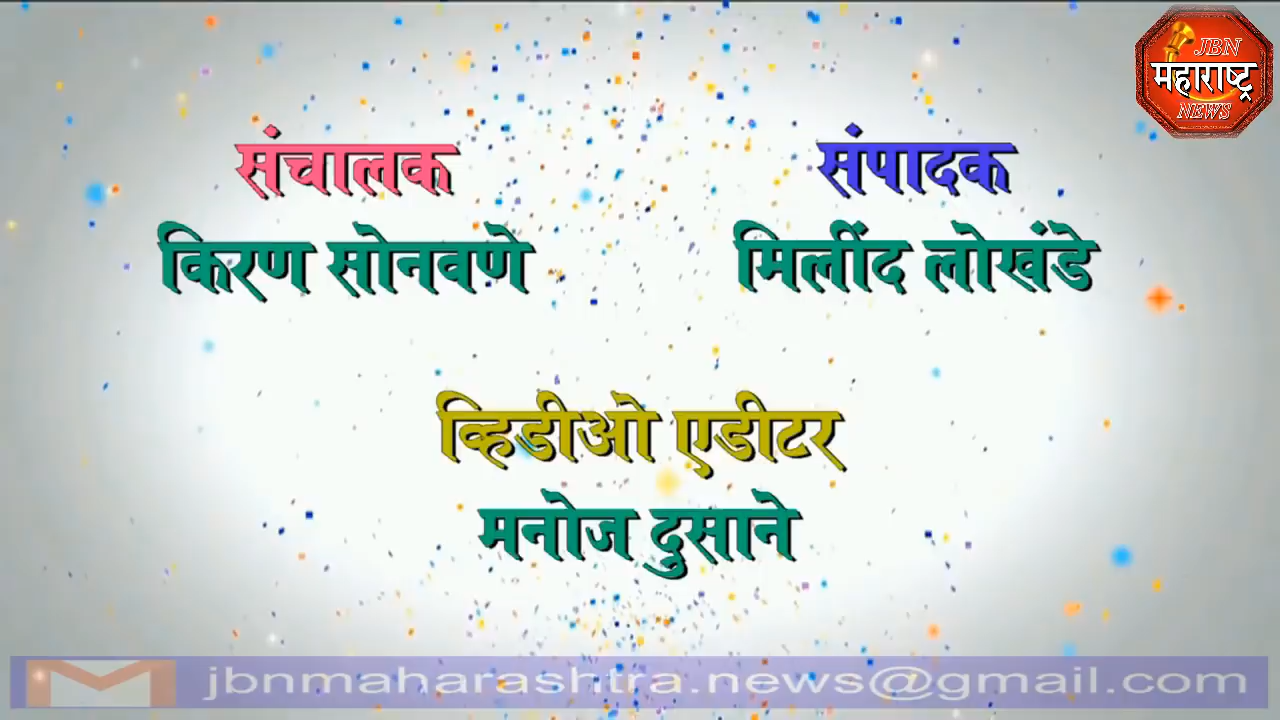 JBN
महाराष्ट्र
NEWS
संचालक
संपादक
किरण सोनवणे
मिलींद लोखंडे
व्हिडीओ एडीटर
मनोज दुसाने
jbnmaharashtra.news@gmail.com